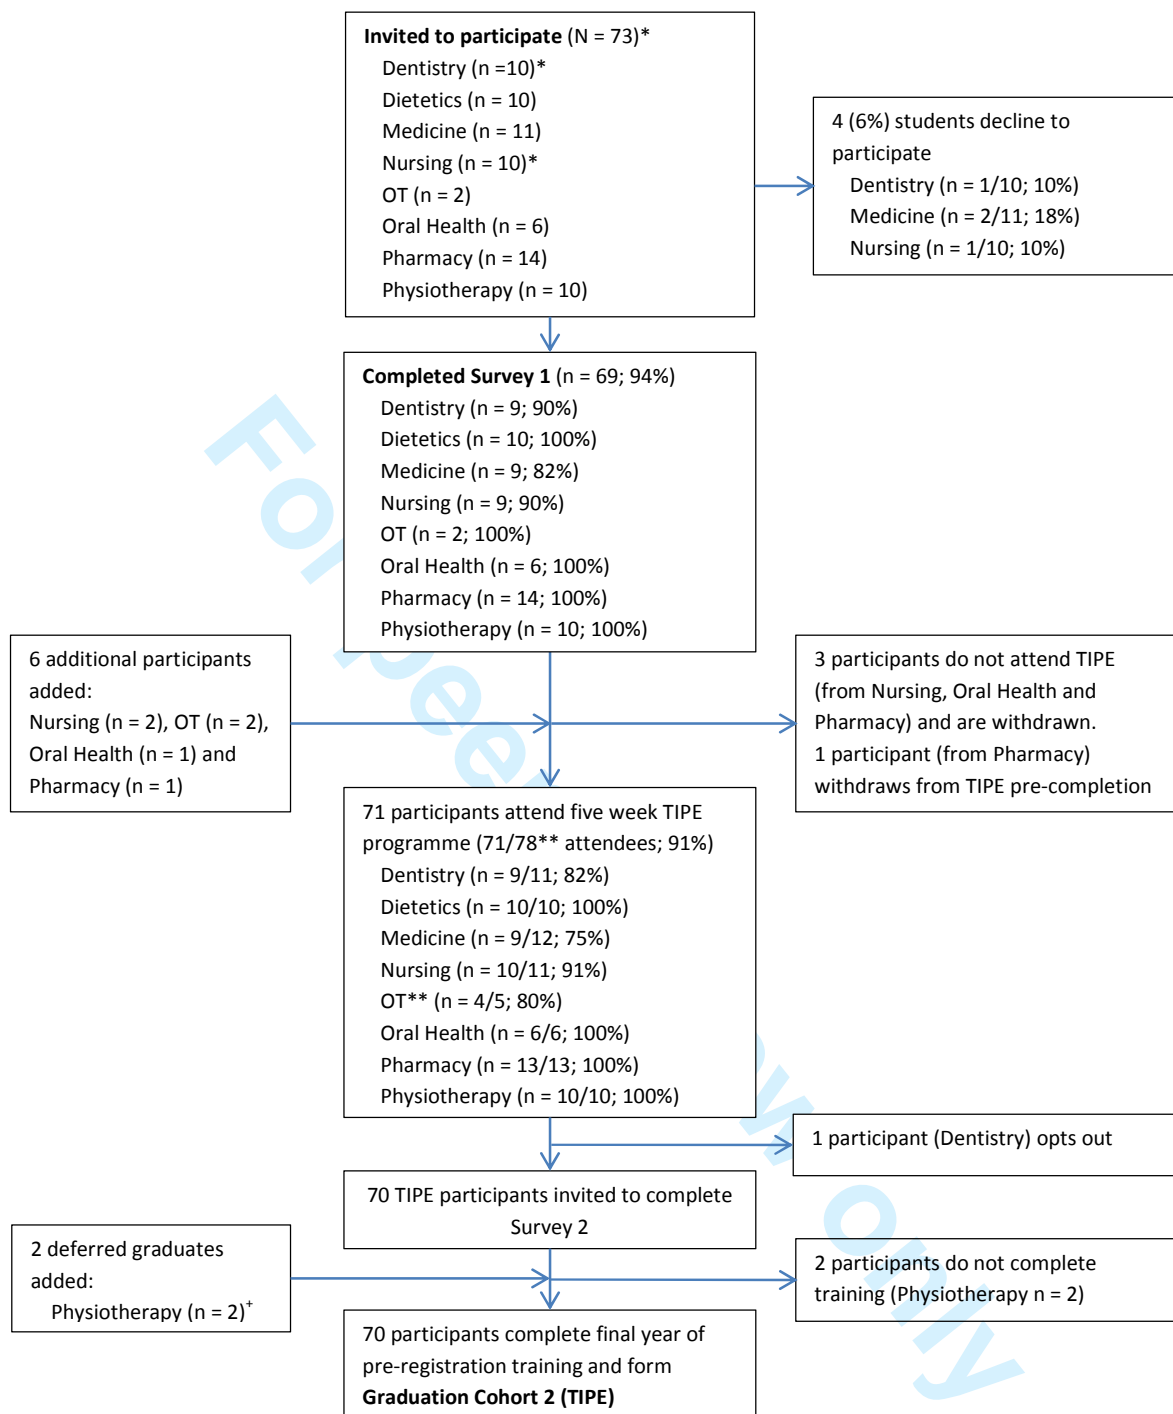 Invited to participate (N = 73)*
Dentistry (n =10)*
Dietetics (n = 10)
Medicine (n = 11)
Nursing (n = 10)*
OT (n = 2)
Oral Health (n = 6)
Pharmacy (n = 14)
Physiotherapy (n = 10)
4 (6%) students decline to
participate
Dentistry (n = 1/10; 10%)
Medicine (n = 2/11; 18%)
Nursing (n = 1/10; 10%)
Completed Survey 1 (n = 69; 94%)
Dentistry (n = 9; 90%)
Dietetics (n = 10; 100%)
Medicine (n = 9; 82%)
Nursing (n = 9; 90%)
OT (n = 2; 100%)
Oral Health (n = 6; 100%)
Pharmacy (n = 14; 100%)
Physiotherapy (n = 10; 100%)
6 additional participants
added:
Nursing (n = 2), OT (n = 2),
Oral Health (n = 1) and
Pharmacy (n = 1)
3 participants do not attend TIPE
(from Nursing, Oral Health and
Pharmacy) and are withdrawn.
1 participant (from Pharmacy)
withdraws from TIPE pre-completion
71 participants attend five week TIPE
programme (71/78** attendees; 91%)
Dentistry (n = 9/11; 82%)
Dietetics (n = 10/10; 100%)
Medicine (n = 9/12; 75%)
Nursing (n = 10/11; 91%)
OT** (n = 4/5; 80%)
Oral Health (n = 6/6; 100%)
Pharmacy (n = 13/13; 100%)
Physiotherapy (n = 10/10; 100%)
1 participant (Dentistry) opts out
70 TIPE participants invited to complete
Survey 2
2 deferred graduates
added:
Physiotherapy (n = 2)⁺
2 participants do not complete
training (Physiotherapy n = 2)
70 participants complete final year of
pre-registration training and form
Graduation Cohort 2 (TIPE)
For peer
w only